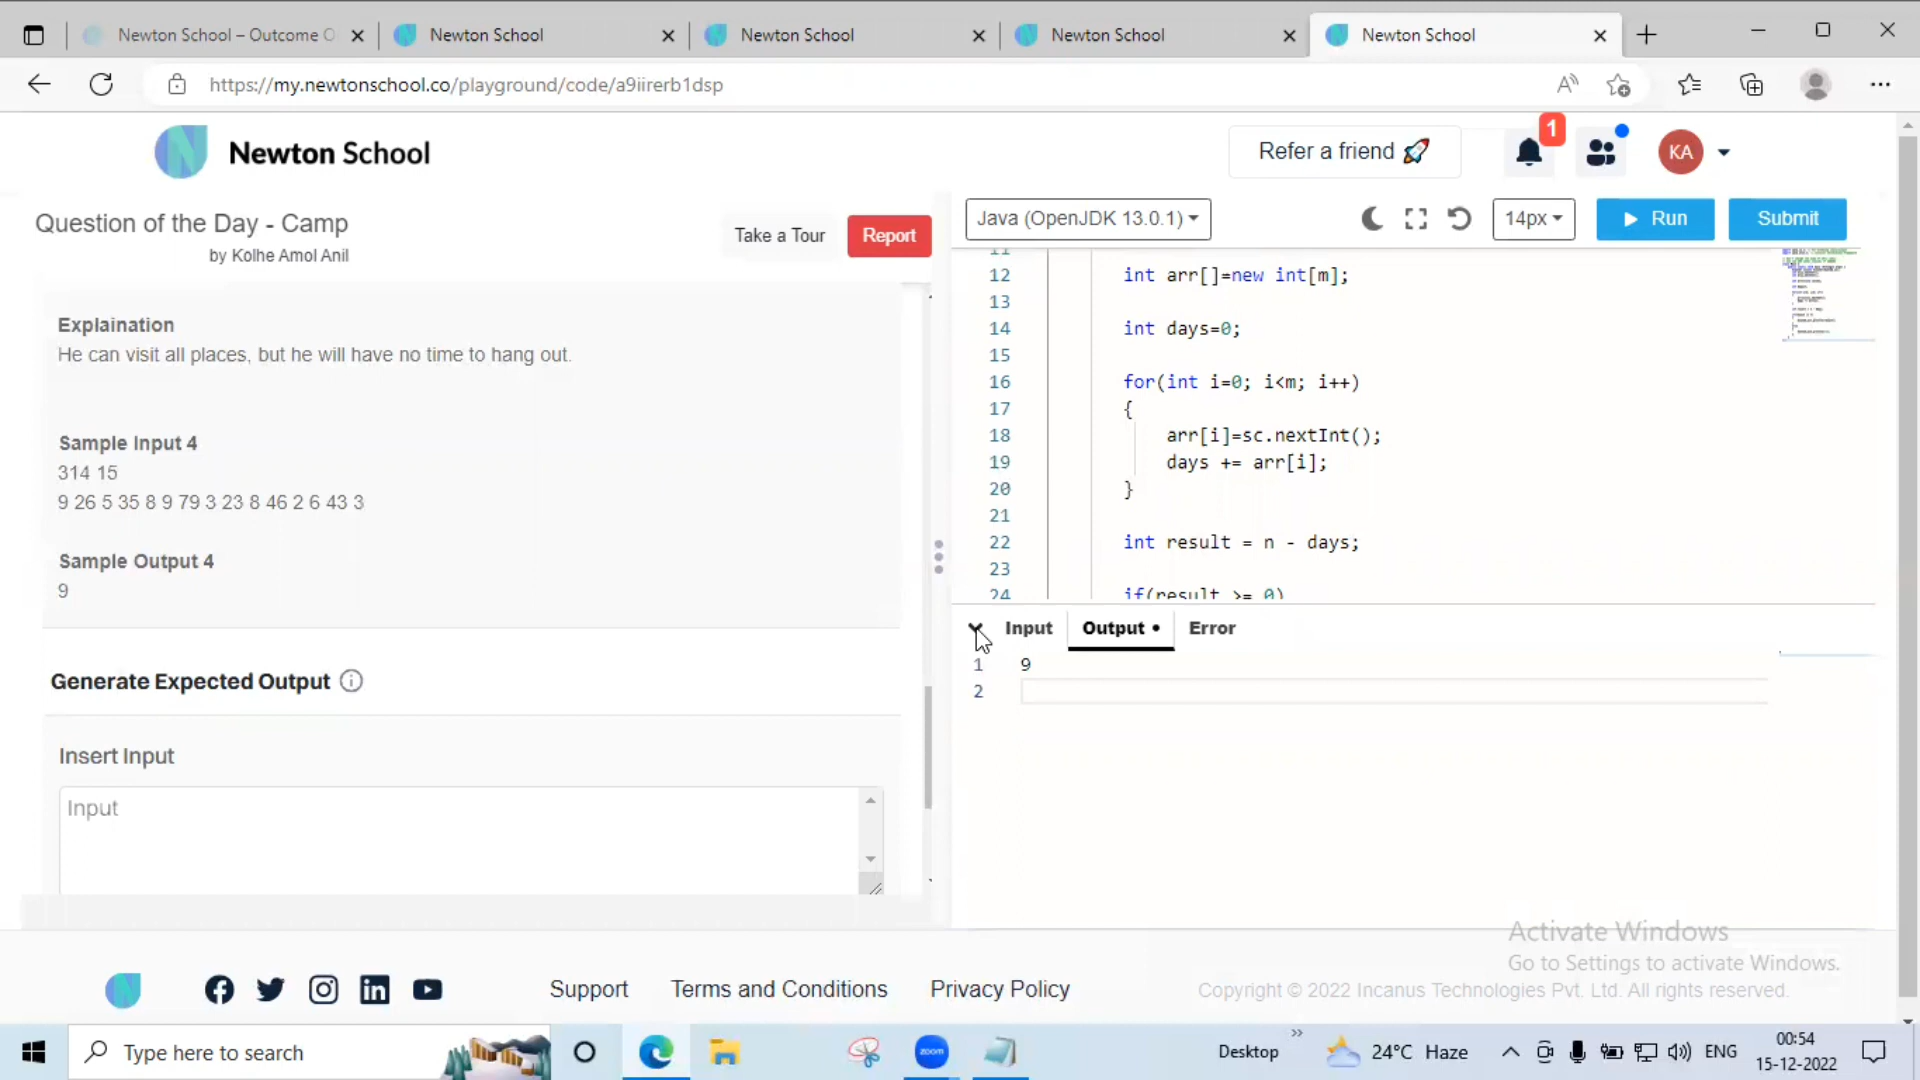 Newton School – Outcome O
Newton School
Newton School
Newton School
Newton School
https://my.newtonschool.co/playground/code/a9iirerb1dsp
Newton School
Refer a friend
1
KA
Question of the Day - Camp
by Kolhe Amol Anil
Take a Tour
Report
Java (OpenJDK 13.0.1)
14px
Run
Submit
Explaination
He can visit all places, but he will have no time to hang out.
Sample Input 4
314 15
9 26 5 35 8 9 79 3 23 8 46 2 6 43 3
Sample Output 4
9
Generate Expected Output
Insert Input
Input
11
12 int arr[]=new int[m];
13
14 int days=0;
15
16 for(int i=0; i<m; i++)
17 {
18 arr[i]=sc.nextInt();
19 days += arr[i];
20 }
21
22 int result = n - days;
23
24 if(result >= 0)
Input
Output •
Error
1 9
2
Activate Windows
Go to Settings to activate Windows.
Support
Terms and Conditions
Privacy Policy
Copyright © 2022 Incanus Technologies Pvt. Ltd. All rights reserved.
Type here to search
zoom
Desktop
24°C Haze
ENG
00:54
15-12-2022